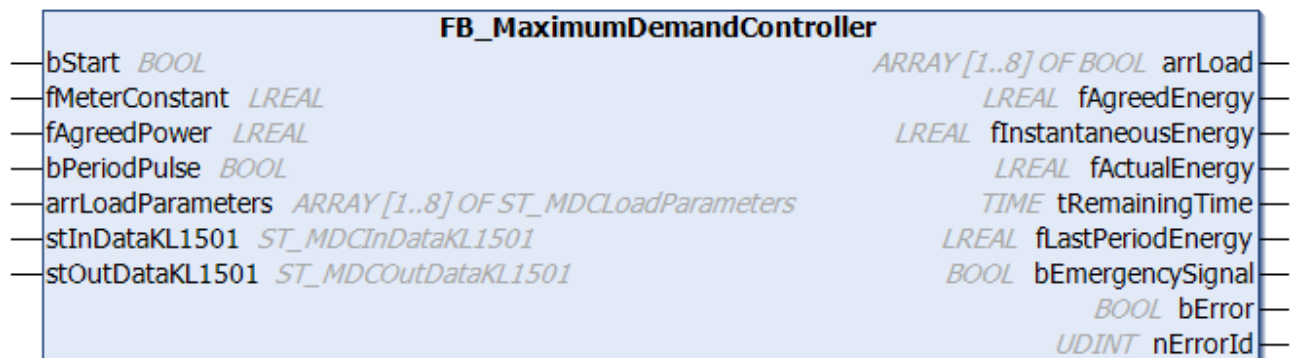 FB_MaximumDemandController
bStart BOOL ARRAY [1..8] OF BOOL arrLoad
fMeterConstant LREAL LREAL fAgreedEnergy
fAgreedPower LREAL LREAL fInstantaneousEnergy
bPeriodPulse BOOL LREAL fActualEnergy
arrLoadParameters ARRAY [1..8] OF ST_MDCLoadParameters TIME tRemainingTime
stInDataKL1501 ST_MDCInDataKL1501 LREAL fLastPeriodEnergy
stOutDataKL1501 ST_MDCOutDataKL1501 BOOL bEmergencySignal
BOOL bError
UDINT nErrorId